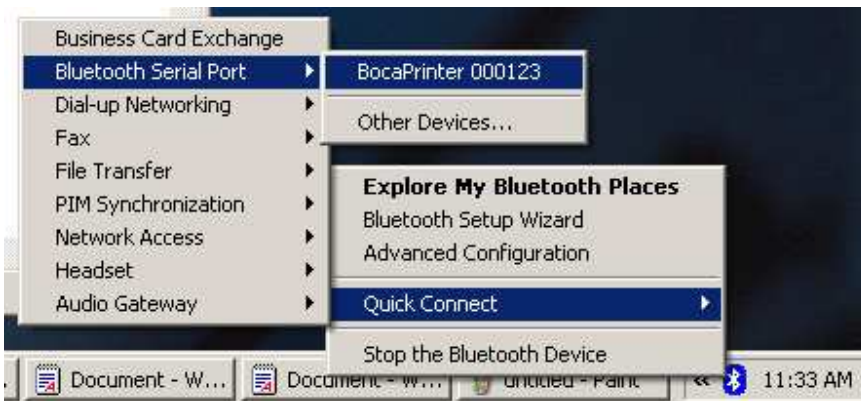 Business Card Exchange
Bluetooth Serial Port
Dial-up Networking
Fax
File Transfer
PIM Synchronization
Network Access
Headset
Audio Gateway
BocaPrinter 000123
Other Devices...
Explore My Bluetooth Places
Bluetooth Setup Wizard
Advanced Configuration
Quick Connect
Stop the Bluetooth Device
Document - W... Document - W... untitled - Paint « 11:33 AM